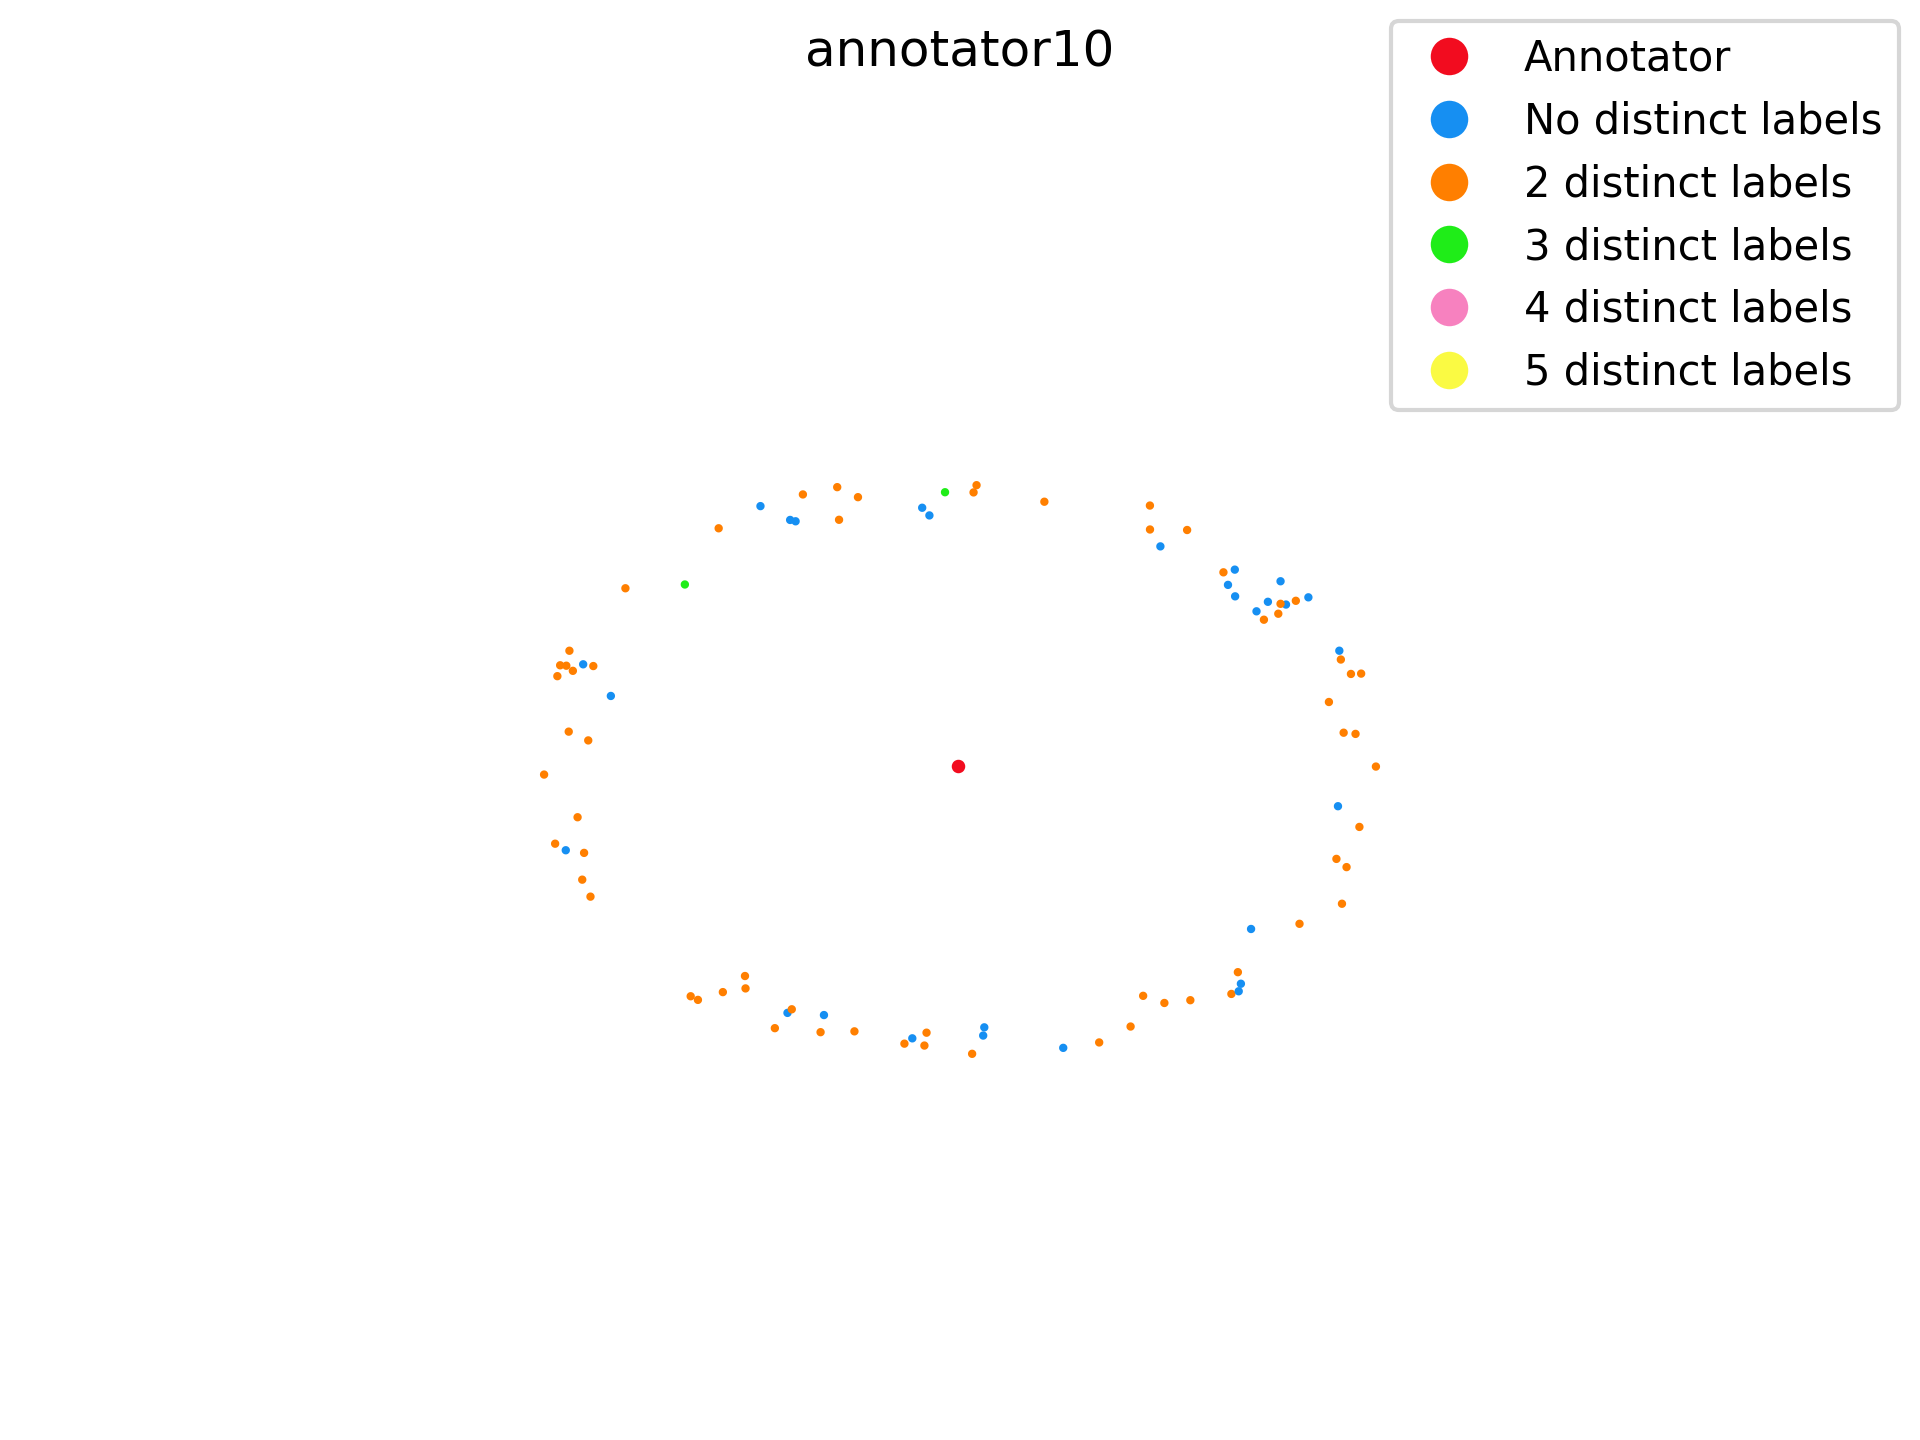 annotator10
Annotator
No distinct labels
2 distinct labels
3 distinct labels
4 distinct labels
5 distinct labels